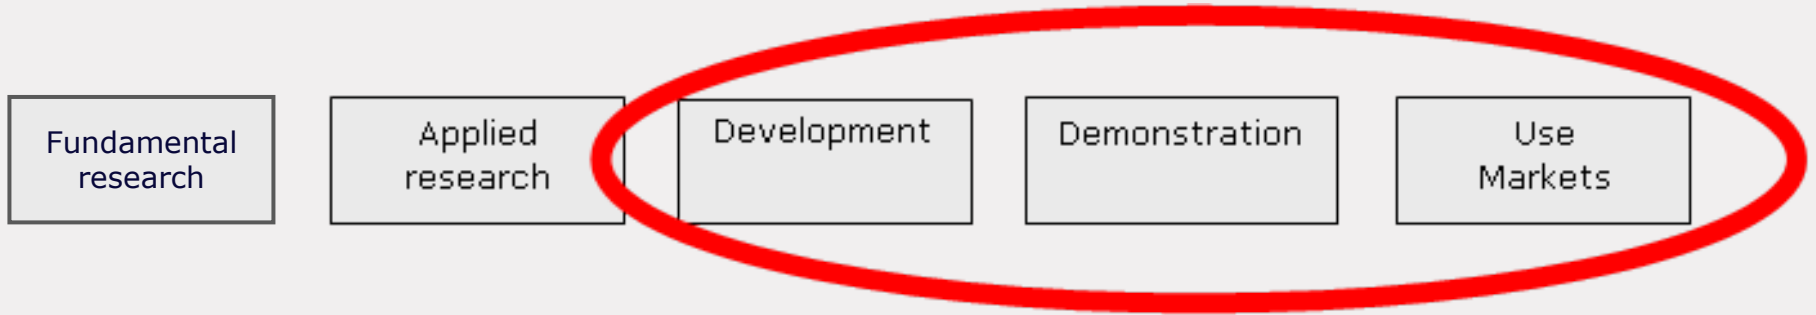 Fundamental
research
Applied
research
Development
Demonstration
Use
Markets